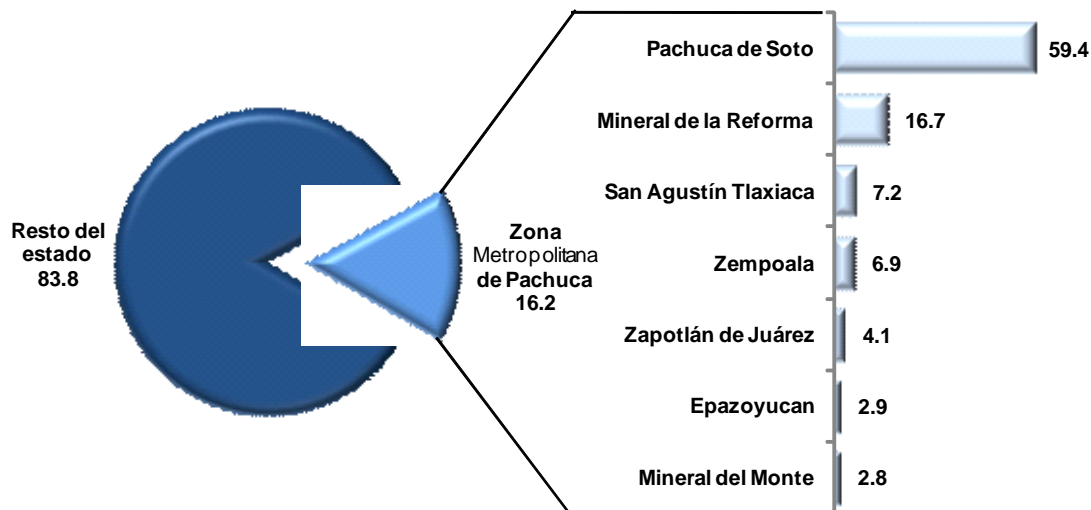 Resto del
estado
83.8
Zona
Metropolitana
de Pachuca
16.2
Pachuca de Soto
59.4
Mineral de la Reforma
16.7
San Agustín Tlaxiaca
7.2
Zempoala
6.9
Zapotlán de Juárez
4.1
Epazoyucan
2.9
Mineral del Monte
2.8